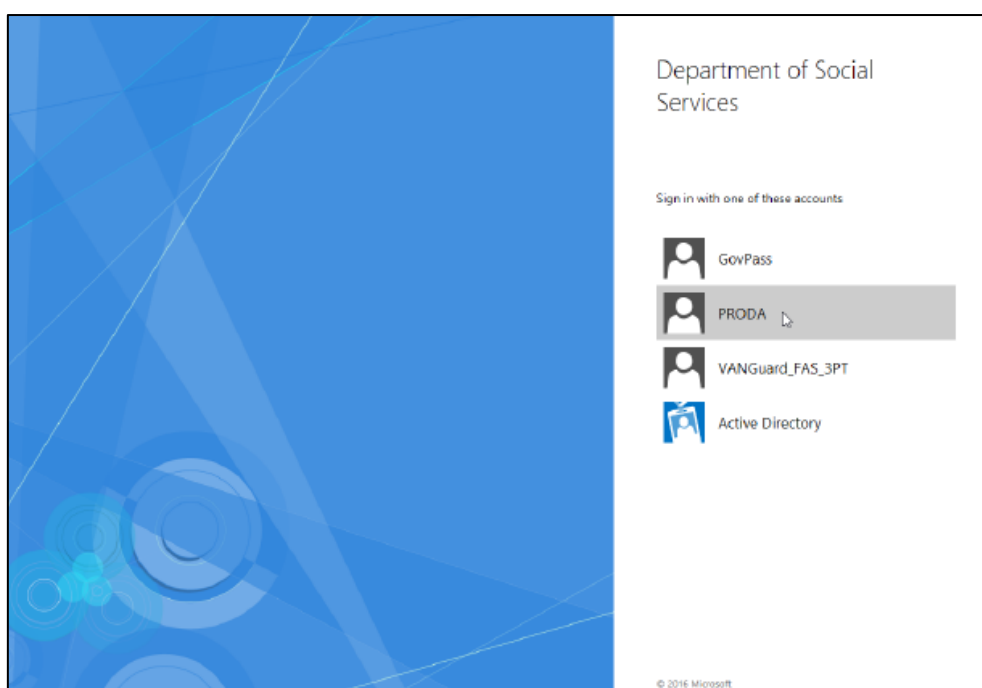 Department of Social
Services
Sign in with one of these accounts
GovPass
PRODA
VANGuard_FAS_3PT
Active Directory
© 2016 Microsoft